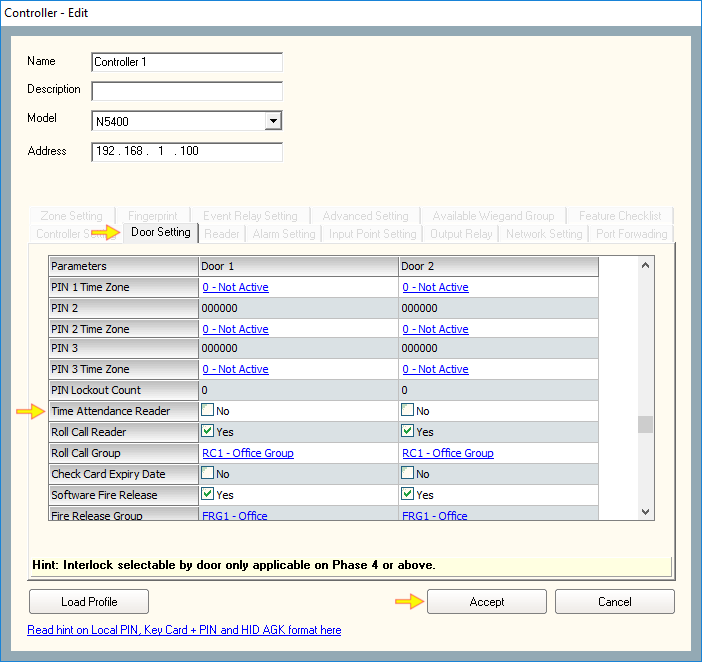 Controller - Edit
Name Controller 1
Description
Model N5400
Address 192 . 168 . 1 . 100
Zone Setting Fingerprint Event Relay Setting Advanced Setting Available Wiegand Group Feature Checklist
Controller Door Setting Reader Alarm Setting Input Point Setting Output Relay Network Setting Port Forwading
Parameters Door 1 Door 2
PIN 1 Time Zone 0 - Not Active 0 - Not Active
PIN 2 000000 000000
PIN 2 Time Zone 0 - Not Active 0 - Not Active
PIN 3 000000 000000
PIN 3 Time Zone 0 - Not Active 0 - Not Active
PIN Lockout Count 0 0
Time Attendance Reader No No
Roll Call Reader Yes Yes
Roll Call Group RC1 - Office Group RC1 - Office Group
Check Card Expiry Date No No
Software Fire Release Yes Yes
Fire Release Group FRG1 - Office FRG1 - Office
Hint: Interlock selectable by door only applicable on Phase 4 or above.
Load Profile Accept Cancel
Read hint on Local PIN, Key Card + PIN and HID AGK format here